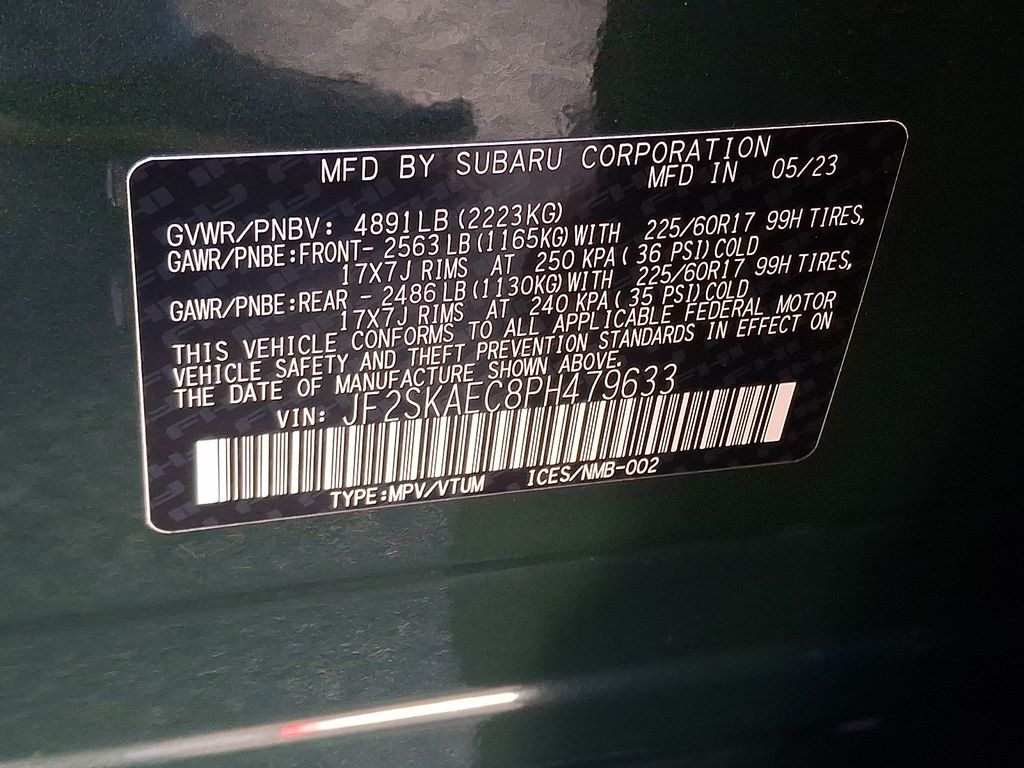 MFD BY SUBARU CORPORATION
MFD IN 05/23
GVWR/PNBV: 4891LB(2223KG)
GAWR/PNBE:FRONT- 2563LB(1165KG)WITH 225/60R17 99H TIRES,
17X7J RIMS AT 250 KPA(36 PSI)COLD
GAWR/PNBE:REAR - 2486LB(1130KG)WITH 225/60R17 99H TIRES,
17X7J RIMS AT 240 KPA(35 PSI)COLD
THIS VEHICLE CONFORMS TO ALL APPLICABLE FEDERAL MOTOR
VEHICLE SAFETY AND THEFT PREVENTION STANDARDS IN EFFECT ON
THE DATE OF MANUFACTURE SHOWN ABOVE.
VIN: JF2SKAEC8PH479633
TYPE:MPV/VTUM ICES/NMB-002